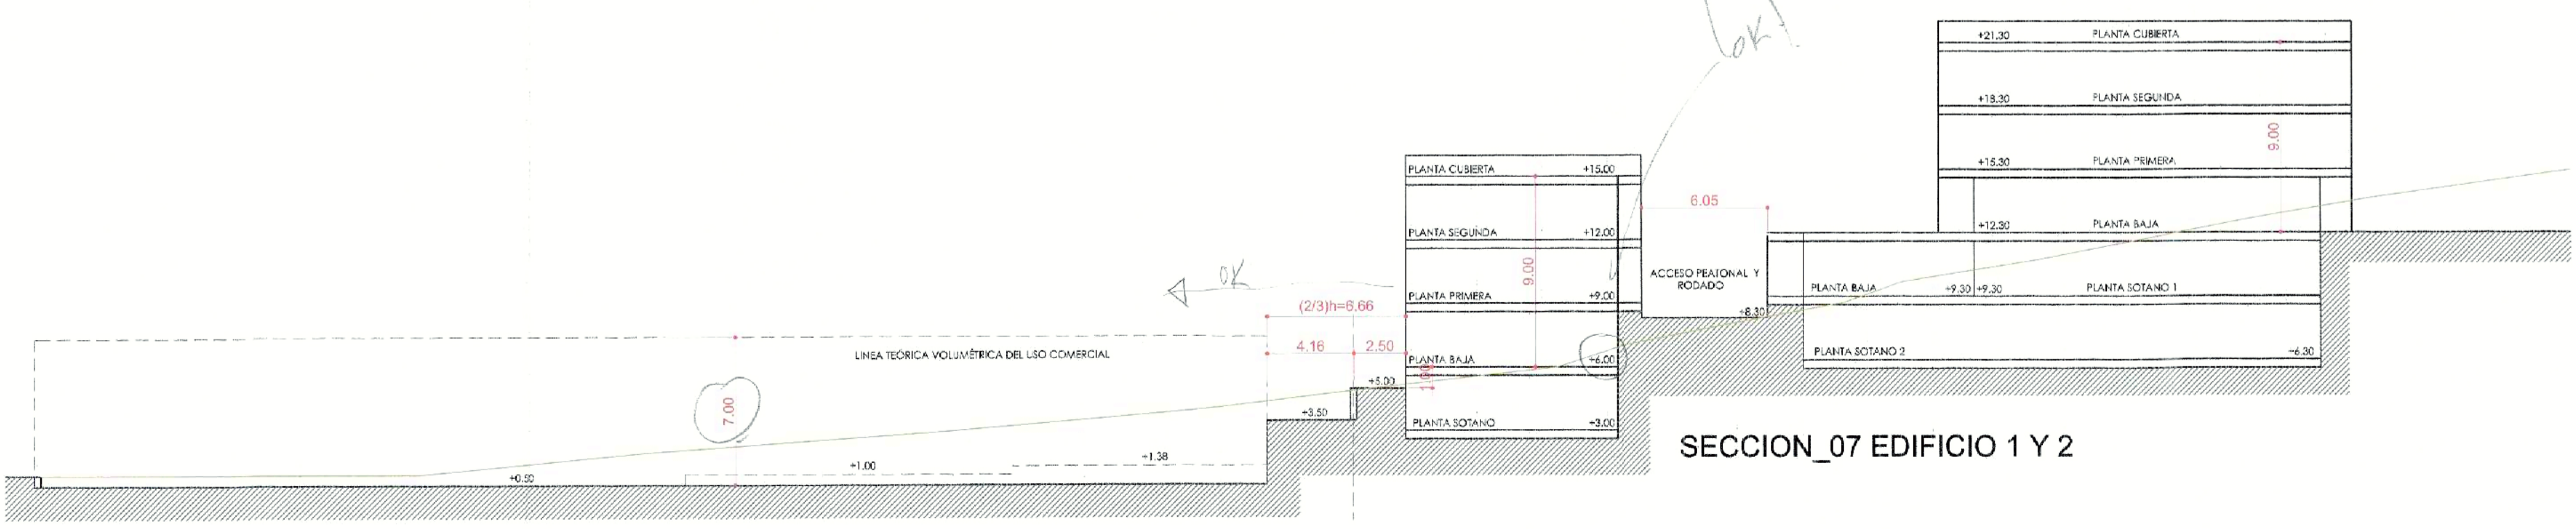 OK
+21.30 PLANTA CUBIERTA
+18.30 PLANTA SEGUNDA
9.00
+15.30 PLANTA PRIMERA
+12.30 PLANTA BAJA
PLANTA CUBIERTA +15.00
PLANTA SEGUNDA +12.00
9.00
PLANTA PRIMERA +9.00
PLANTA BAJA +6.00
1.00
PLANTA SOTANO +3.00
6.05
ACCESO PEATONAL Y
RODADO
+8.30
PLANTA BAJA +9.30 +9.30 PLANTA SOTANO 1
PLANTA SOTANO 2 +6.30
OK
(2/3)h=6.66
4.16 2.50
+5.00
+3.50
LINEA TEÓRICA VOLUMÉTRICA DEL USO COMERCIAL
7.00
+0.50
+1.00
+1.38
SECCION_07 EDIFICIO 1 Y 2